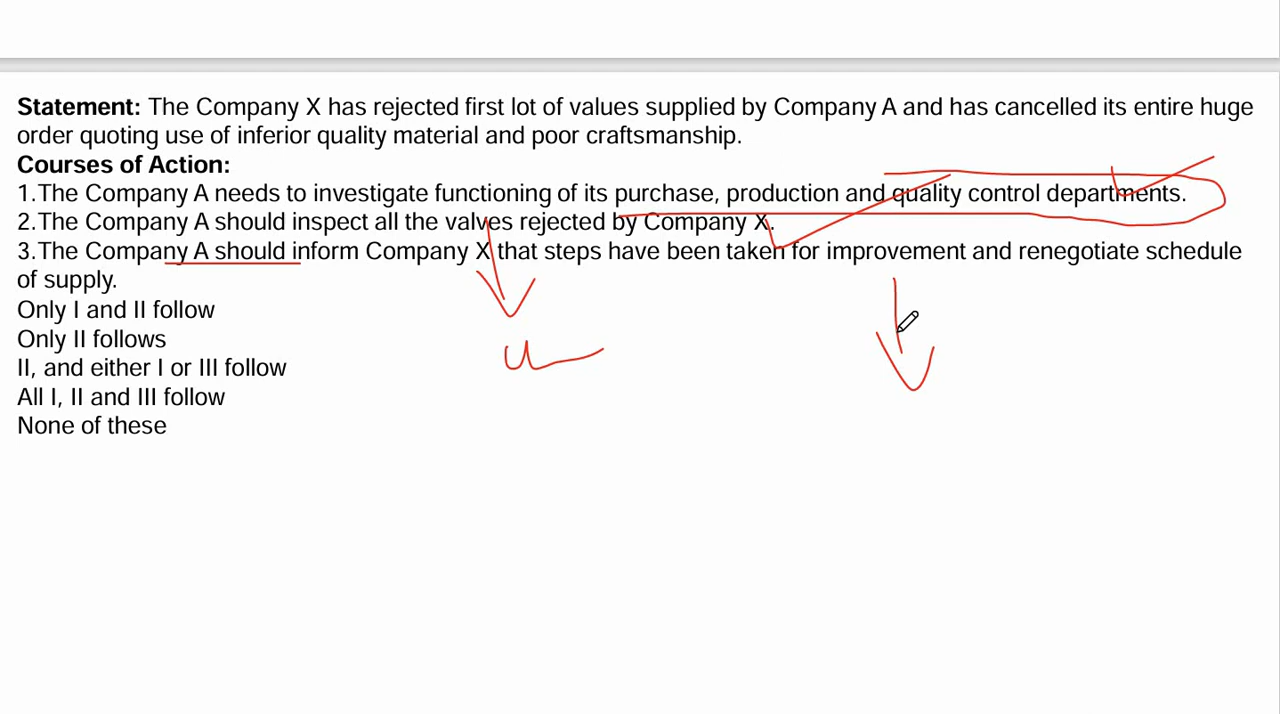 Statement: The Company X has rejected first lot of values supplied by Company A and has cancelled its entire huge
order quoting use of inferior quality material and poor craftsmanship.
Courses of Action:
1.The Company A needs to investigate functioning of its purchase, production and quality control departments.
2.The Company A should inspect all the valves rejected by Company X.
3.The Company A should inform Company X that steps have been taken for improvement and renegotiate schedule
of supply.
Only I and II follow
Only II follows
II, and either I or III follow
All I, II and III follow
None of these